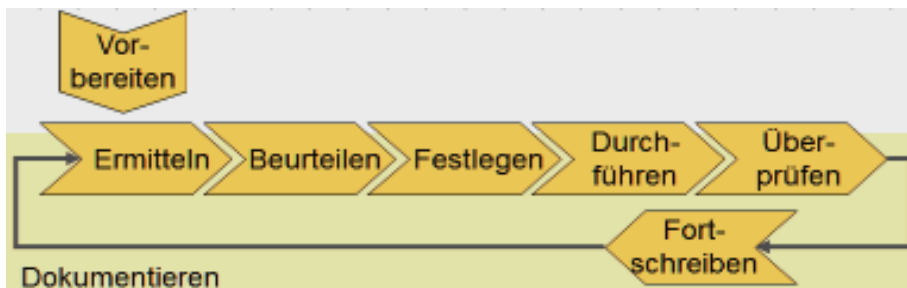 Vor-
bereiten
Ermitteln
Beurteilen
Festlegen
Durch-
führen
Über-
prüfen
Fort-
schreiben
Dokumentieren